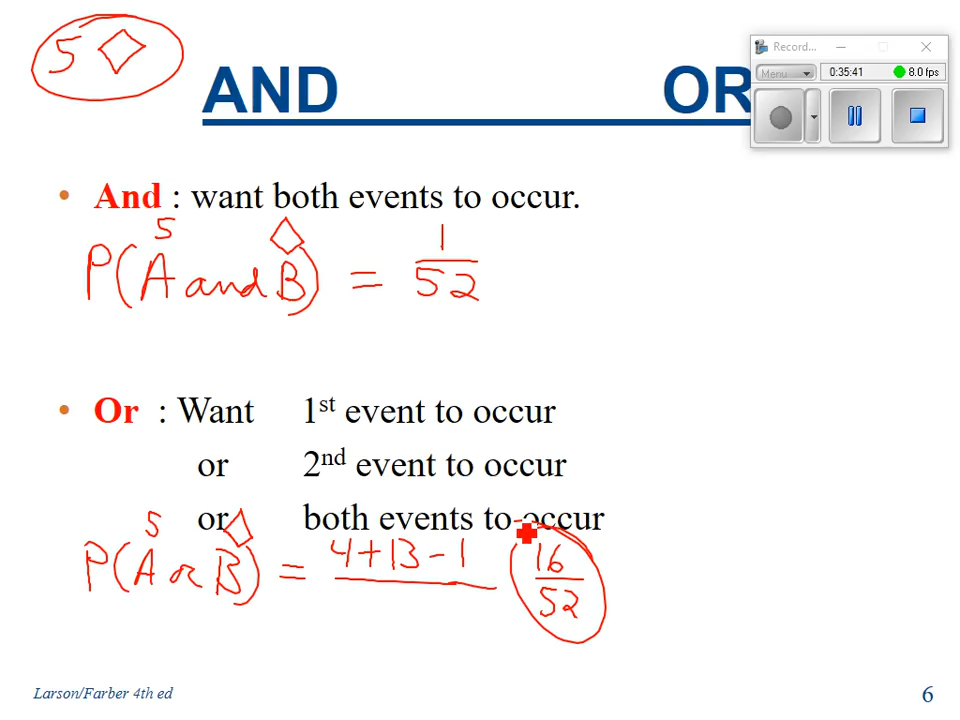 5 ◇
AND OR
Record...
Menu 0:35:41 8.0 fps
• And : want both events to occur.
5 ◇
P(A and B) = 1/52
• Or : Want 1st event to occur
or 2nd event to occur
or both events to occur
5 ◇
P(A or B) = 4+13-1 16/52
Larson/Farber 4th ed 6